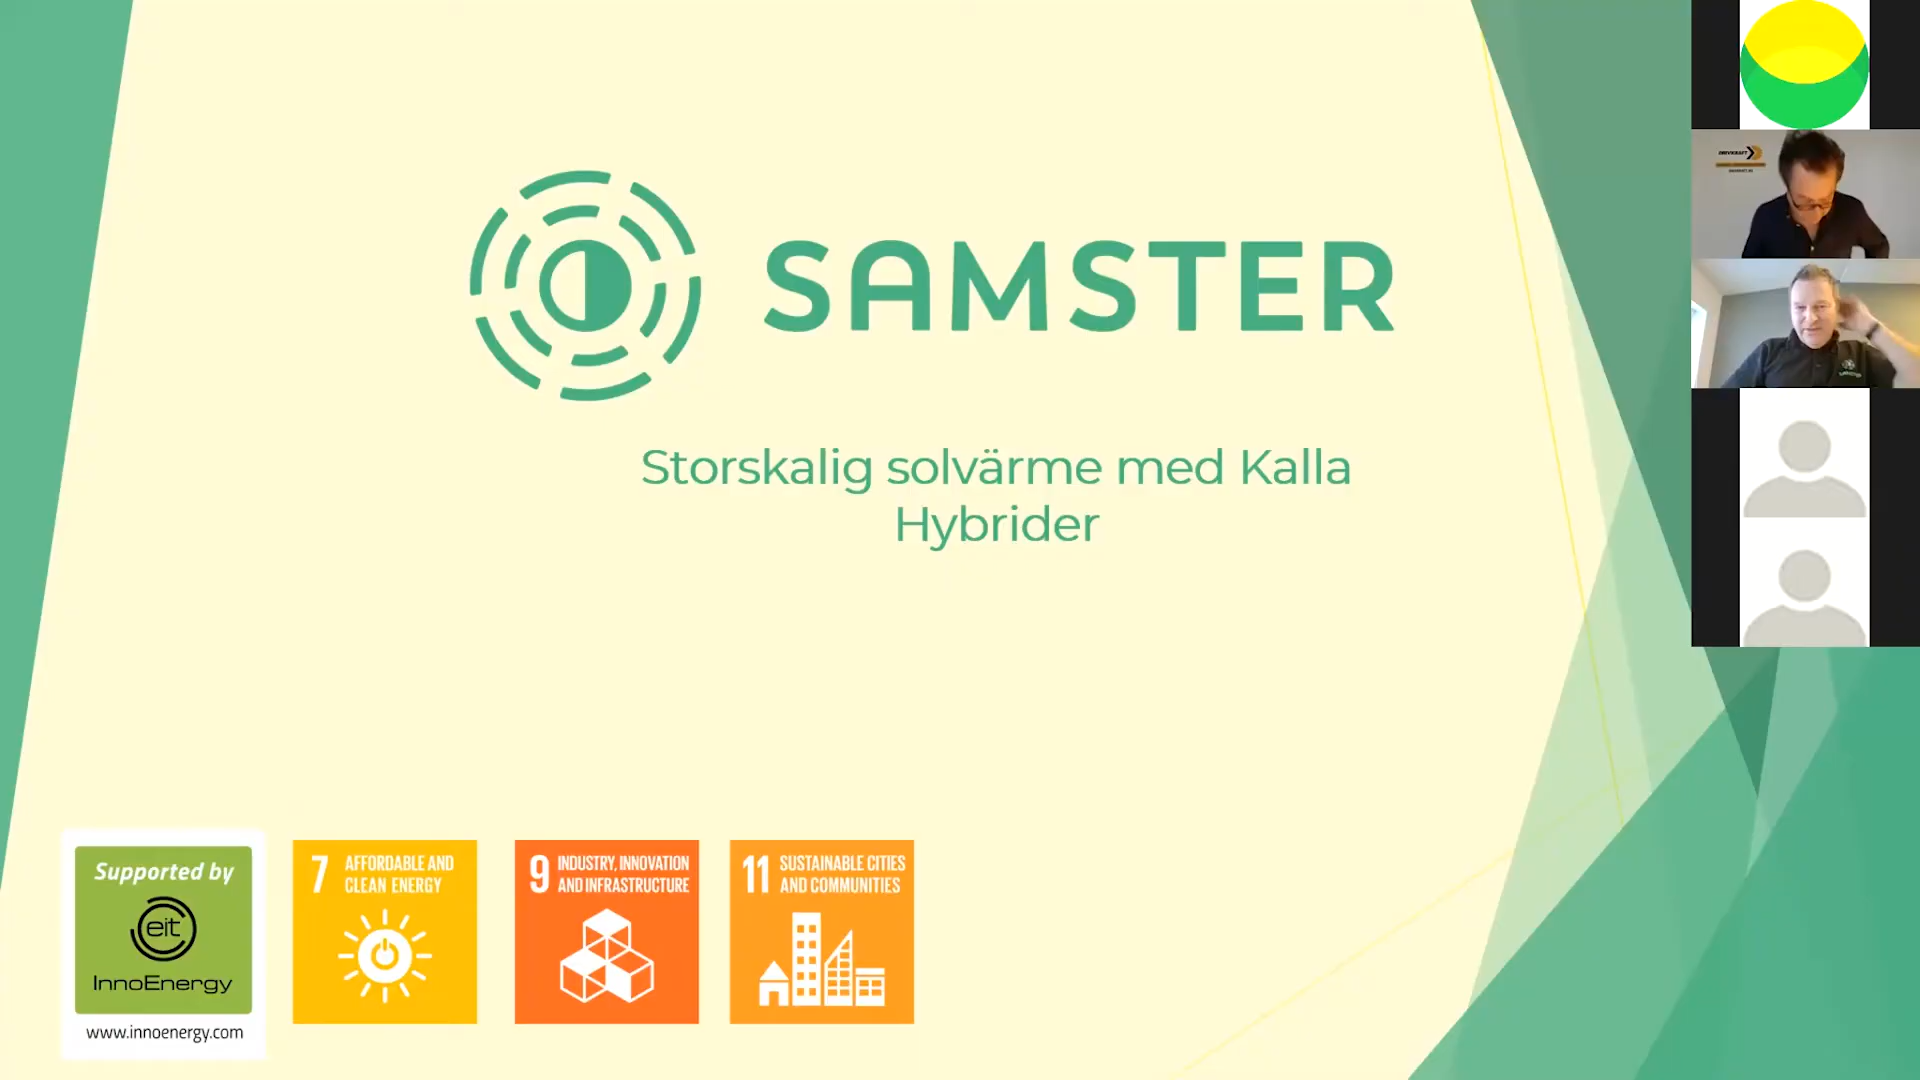 SAMSTER
Storskalig solvärme med Kalla
Hybrider
Supported by
eit
InnoEnergy
www.innoenergy.com
7 AFFORDABLE AND
CLEAN ENERGY
9 INDUSTRY, INNOVATION
AND INFRASTRUCTURE
11 SUSTAINABLE CITIES
AND COMMUNITIES
DRIVKRAFT